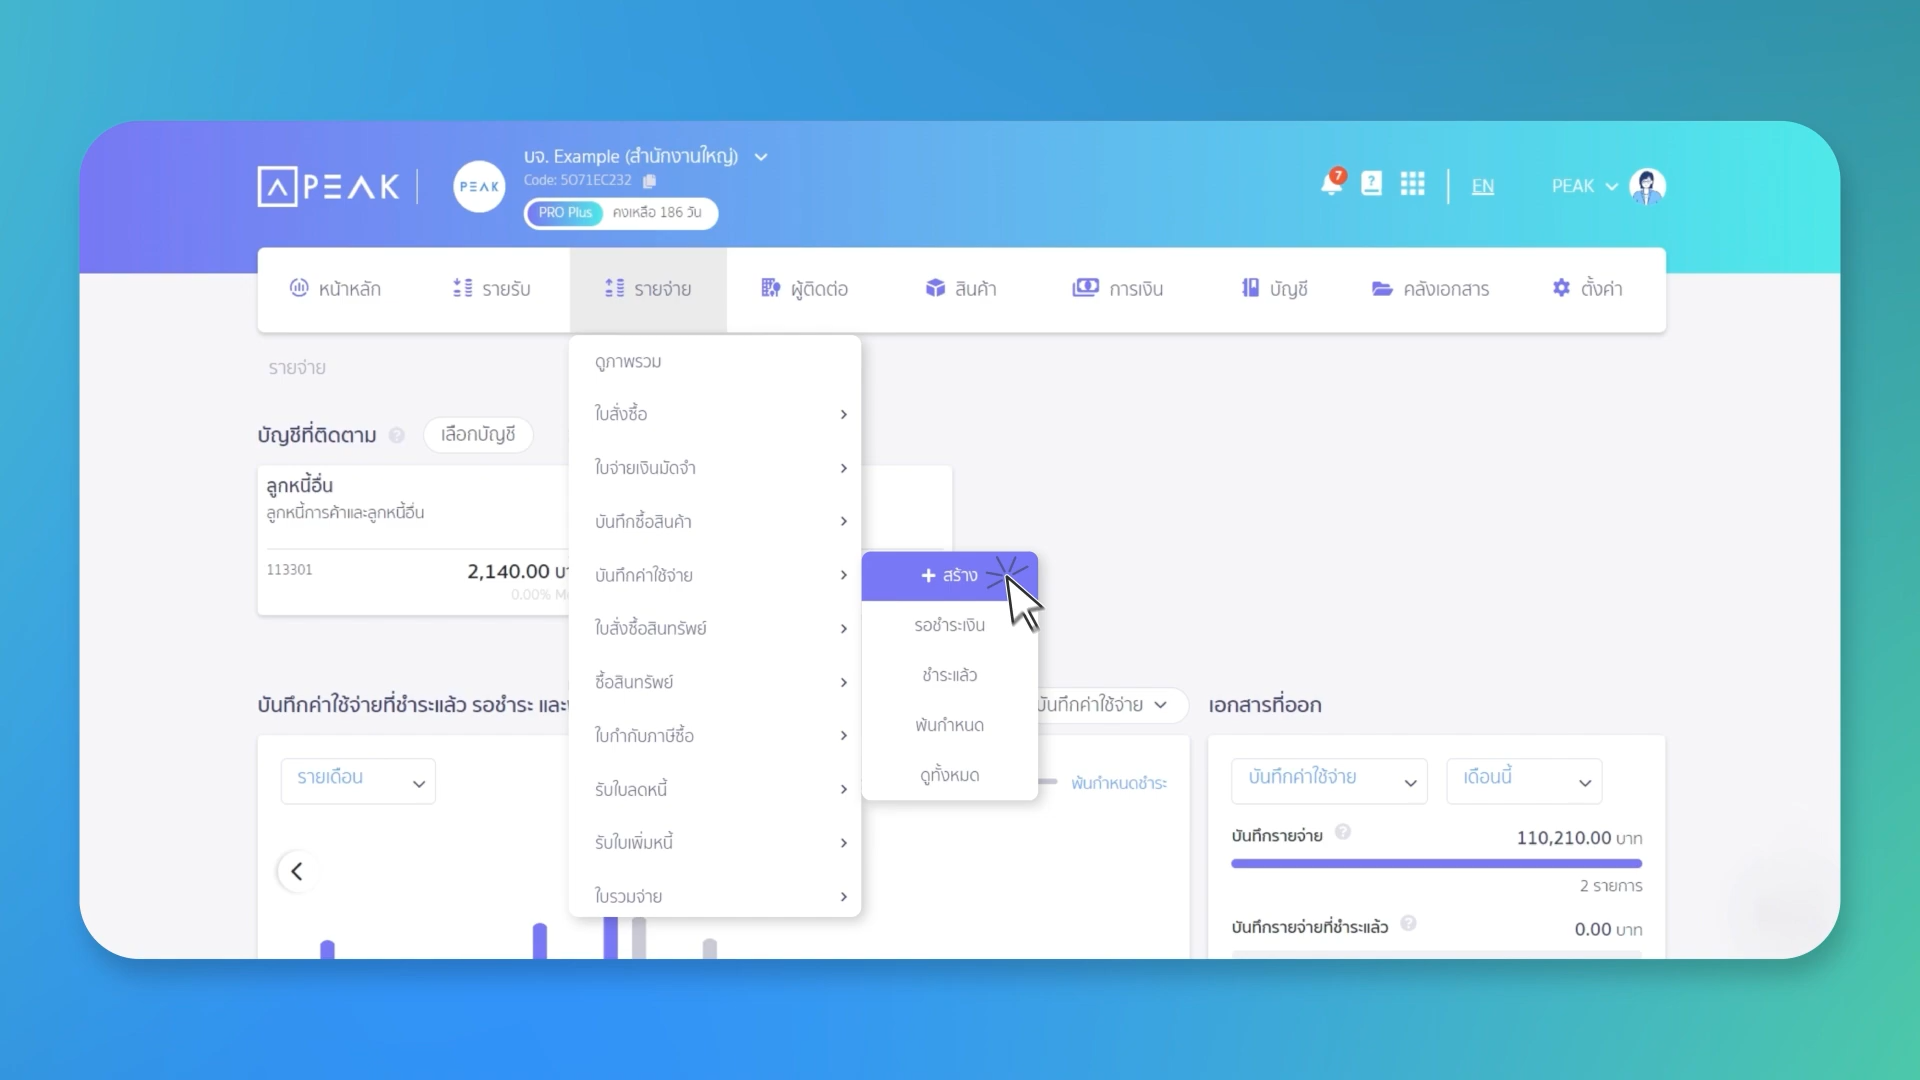 PEAK
PEAK
บจ. Example (สำนักงานใหญ่)
Code: 5O71EC232
PRO Plus คงเหลือ 186 วัน
7
EN
PEAK
หน้าหลัก
รายรับ
รายจ่าย
ผู้ติดต่อ
สินค้า
การเงิน
บัญชี
คลังเอกสาร
ตั้งค่า
รายจ่าย
บัญชีที่ติดตาม
เลือกบัญชี
ลูกหนี้อื่น
ลูกหนี้การค้าและลูกหนี้อื่น
113301
2,140.00
0.00%
ดูภาพรวม
ใบสั่งซื้อ
ใบจ่ายเงินมัดจำ
บันทึกซื้อสินค้า
บันทึกค่าใช้จ่าย
ใบสั่งซื้อสินทรัพย์
ซื้อสินทรัพย์
ใบกำกับภาษีซื้อ
รับใบลดหนี้
รับใบเพิ่มหนี้
ใบรวมจ่าย
+ สร้าง
รอชำระเงิน
ชำระแล้ว
พ้นกำหนด
ดูทั้งหมด
บันทึกค่าใช้จ่ายที่ชำระแล้ว รอชำระ และ
บันทึกค่าใช้จ่าย
รายเดือน
พ้นกำหนดชำระ
เอกสารที่ออก
บันทึกค่าใช้จ่าย
เดือนนี้
บันทึกรายจ่าย
110,210.00 บาท
2 รายการ
บันทึกรายจ่ายที่ชำระแล้ว
0.00 บาท